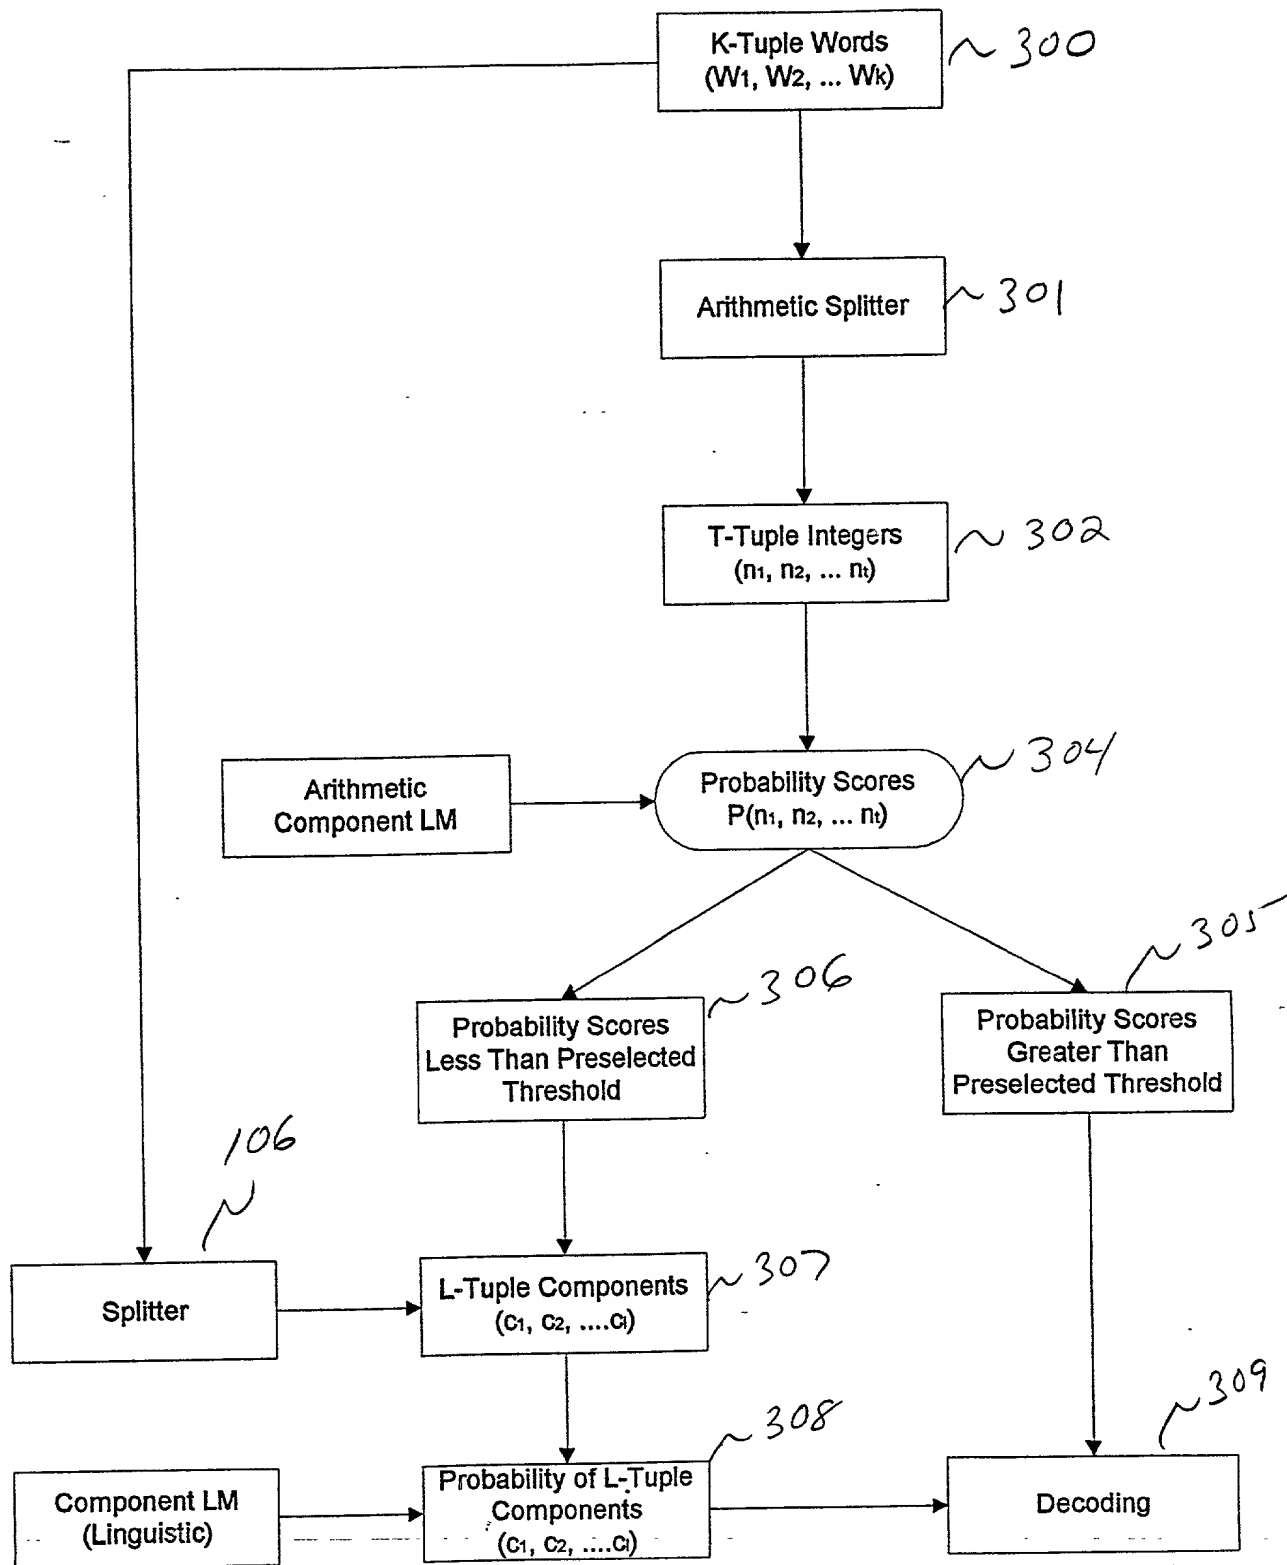 K-Tuple Words
(W1, W2, ... Wk)
~ 300
Arithmetic Splitter
~ 301
T-Tuple Integers
(n1, n2, ... nt)
~ 302
Arithmetic
Component LM
Probability Scores
P(n1, n2, ... nt)
~ 304
Probability Scores
Less Than Preselected
Threshold
~ 306
Probability Scores
Greater Than
Preselected Threshold
~ 305
106
Splitter
L-Tuple Components
(c1, c2, ....cl)
~ 307
Component LM
(Linguistic)
Probability of L-Tuple
Components
(c1, c2, ....cl)
~ 308
Decoding
~ 309